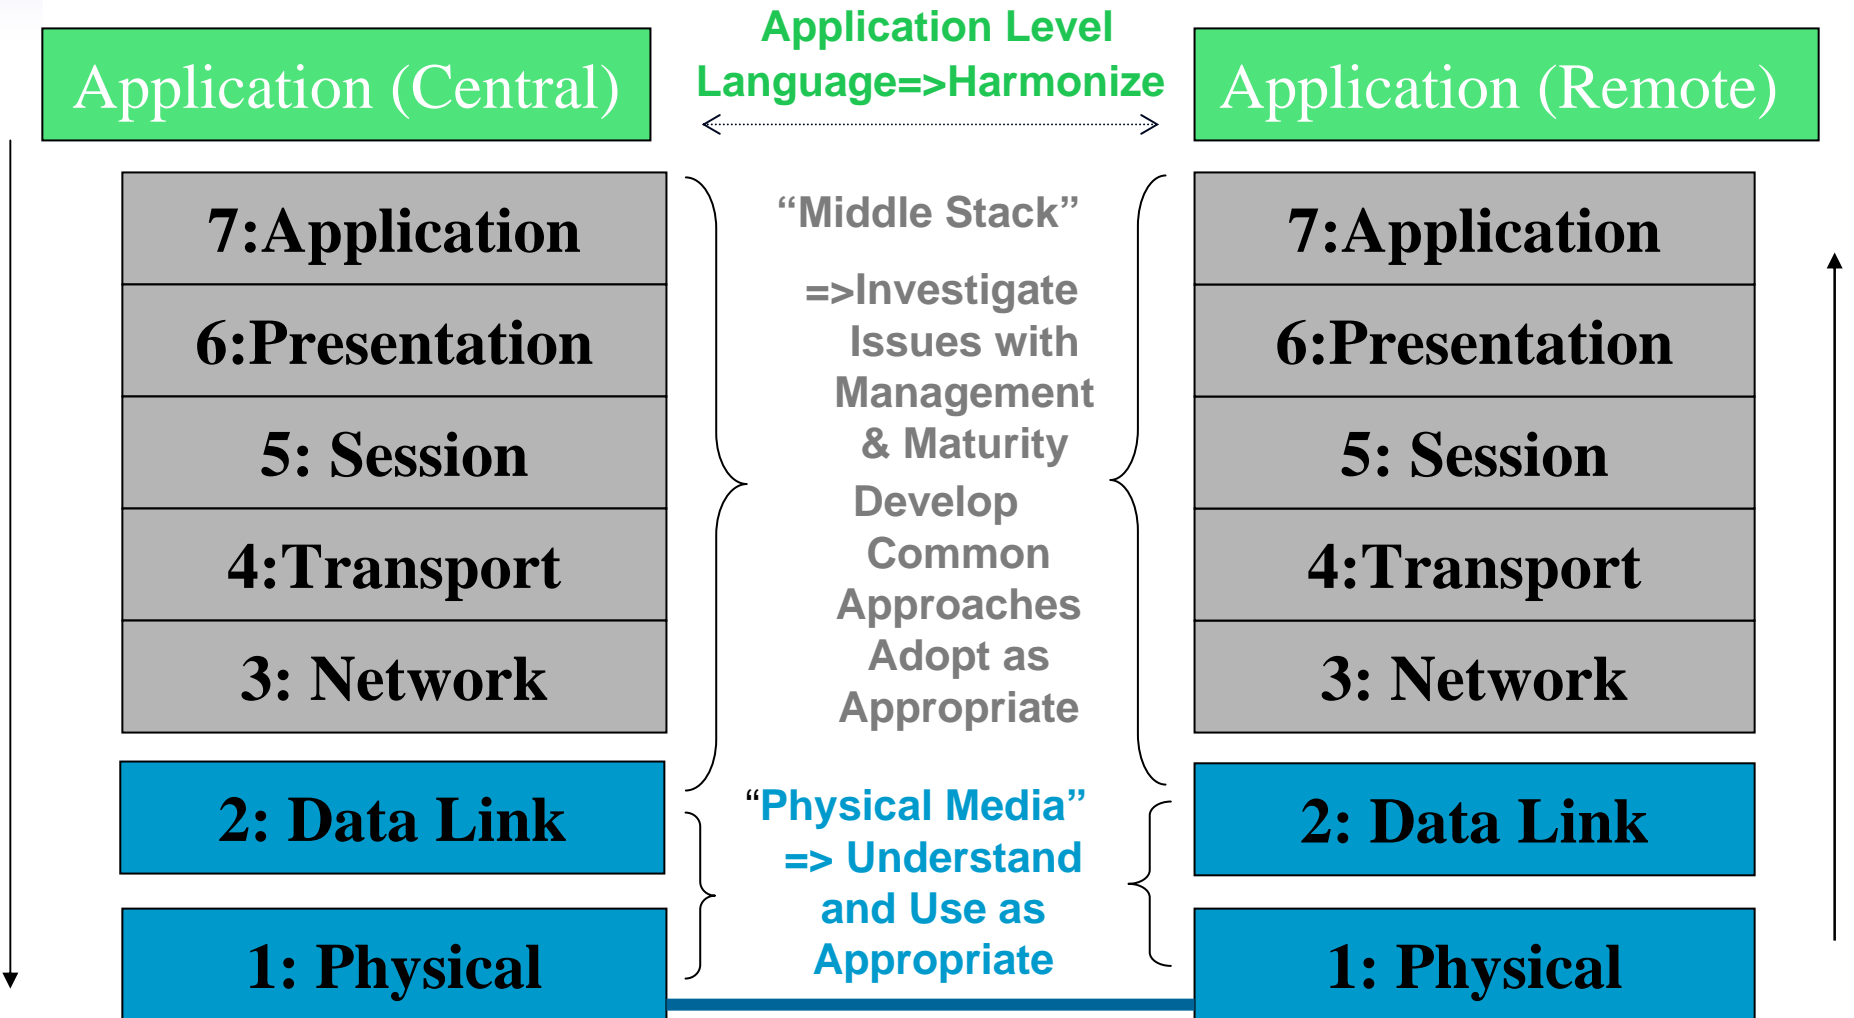 Application (Central)
7:Application
6:Presentation
5: Session
4:Transport
3: Network
2: Data Link
1: Physical
Application Level
Language=>Harmonize
“Middle Stack”
=>Investigate
Issues with
Management
& Maturity
Develop
Common
Approaches
Adopt as
Appropriate
“Physical Media”
=> Understand
and Use as
Appropriate
Application (Remote)
7:Application
6:Presentation
5: Session
4:Transport
3: Network
2: Data Link
1: Physical